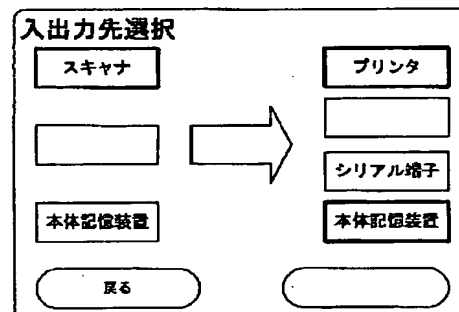 入出力先選択
スキャナ
プリンタ
シリアル端子
本体記憶装置
本体記憶装置
戻る